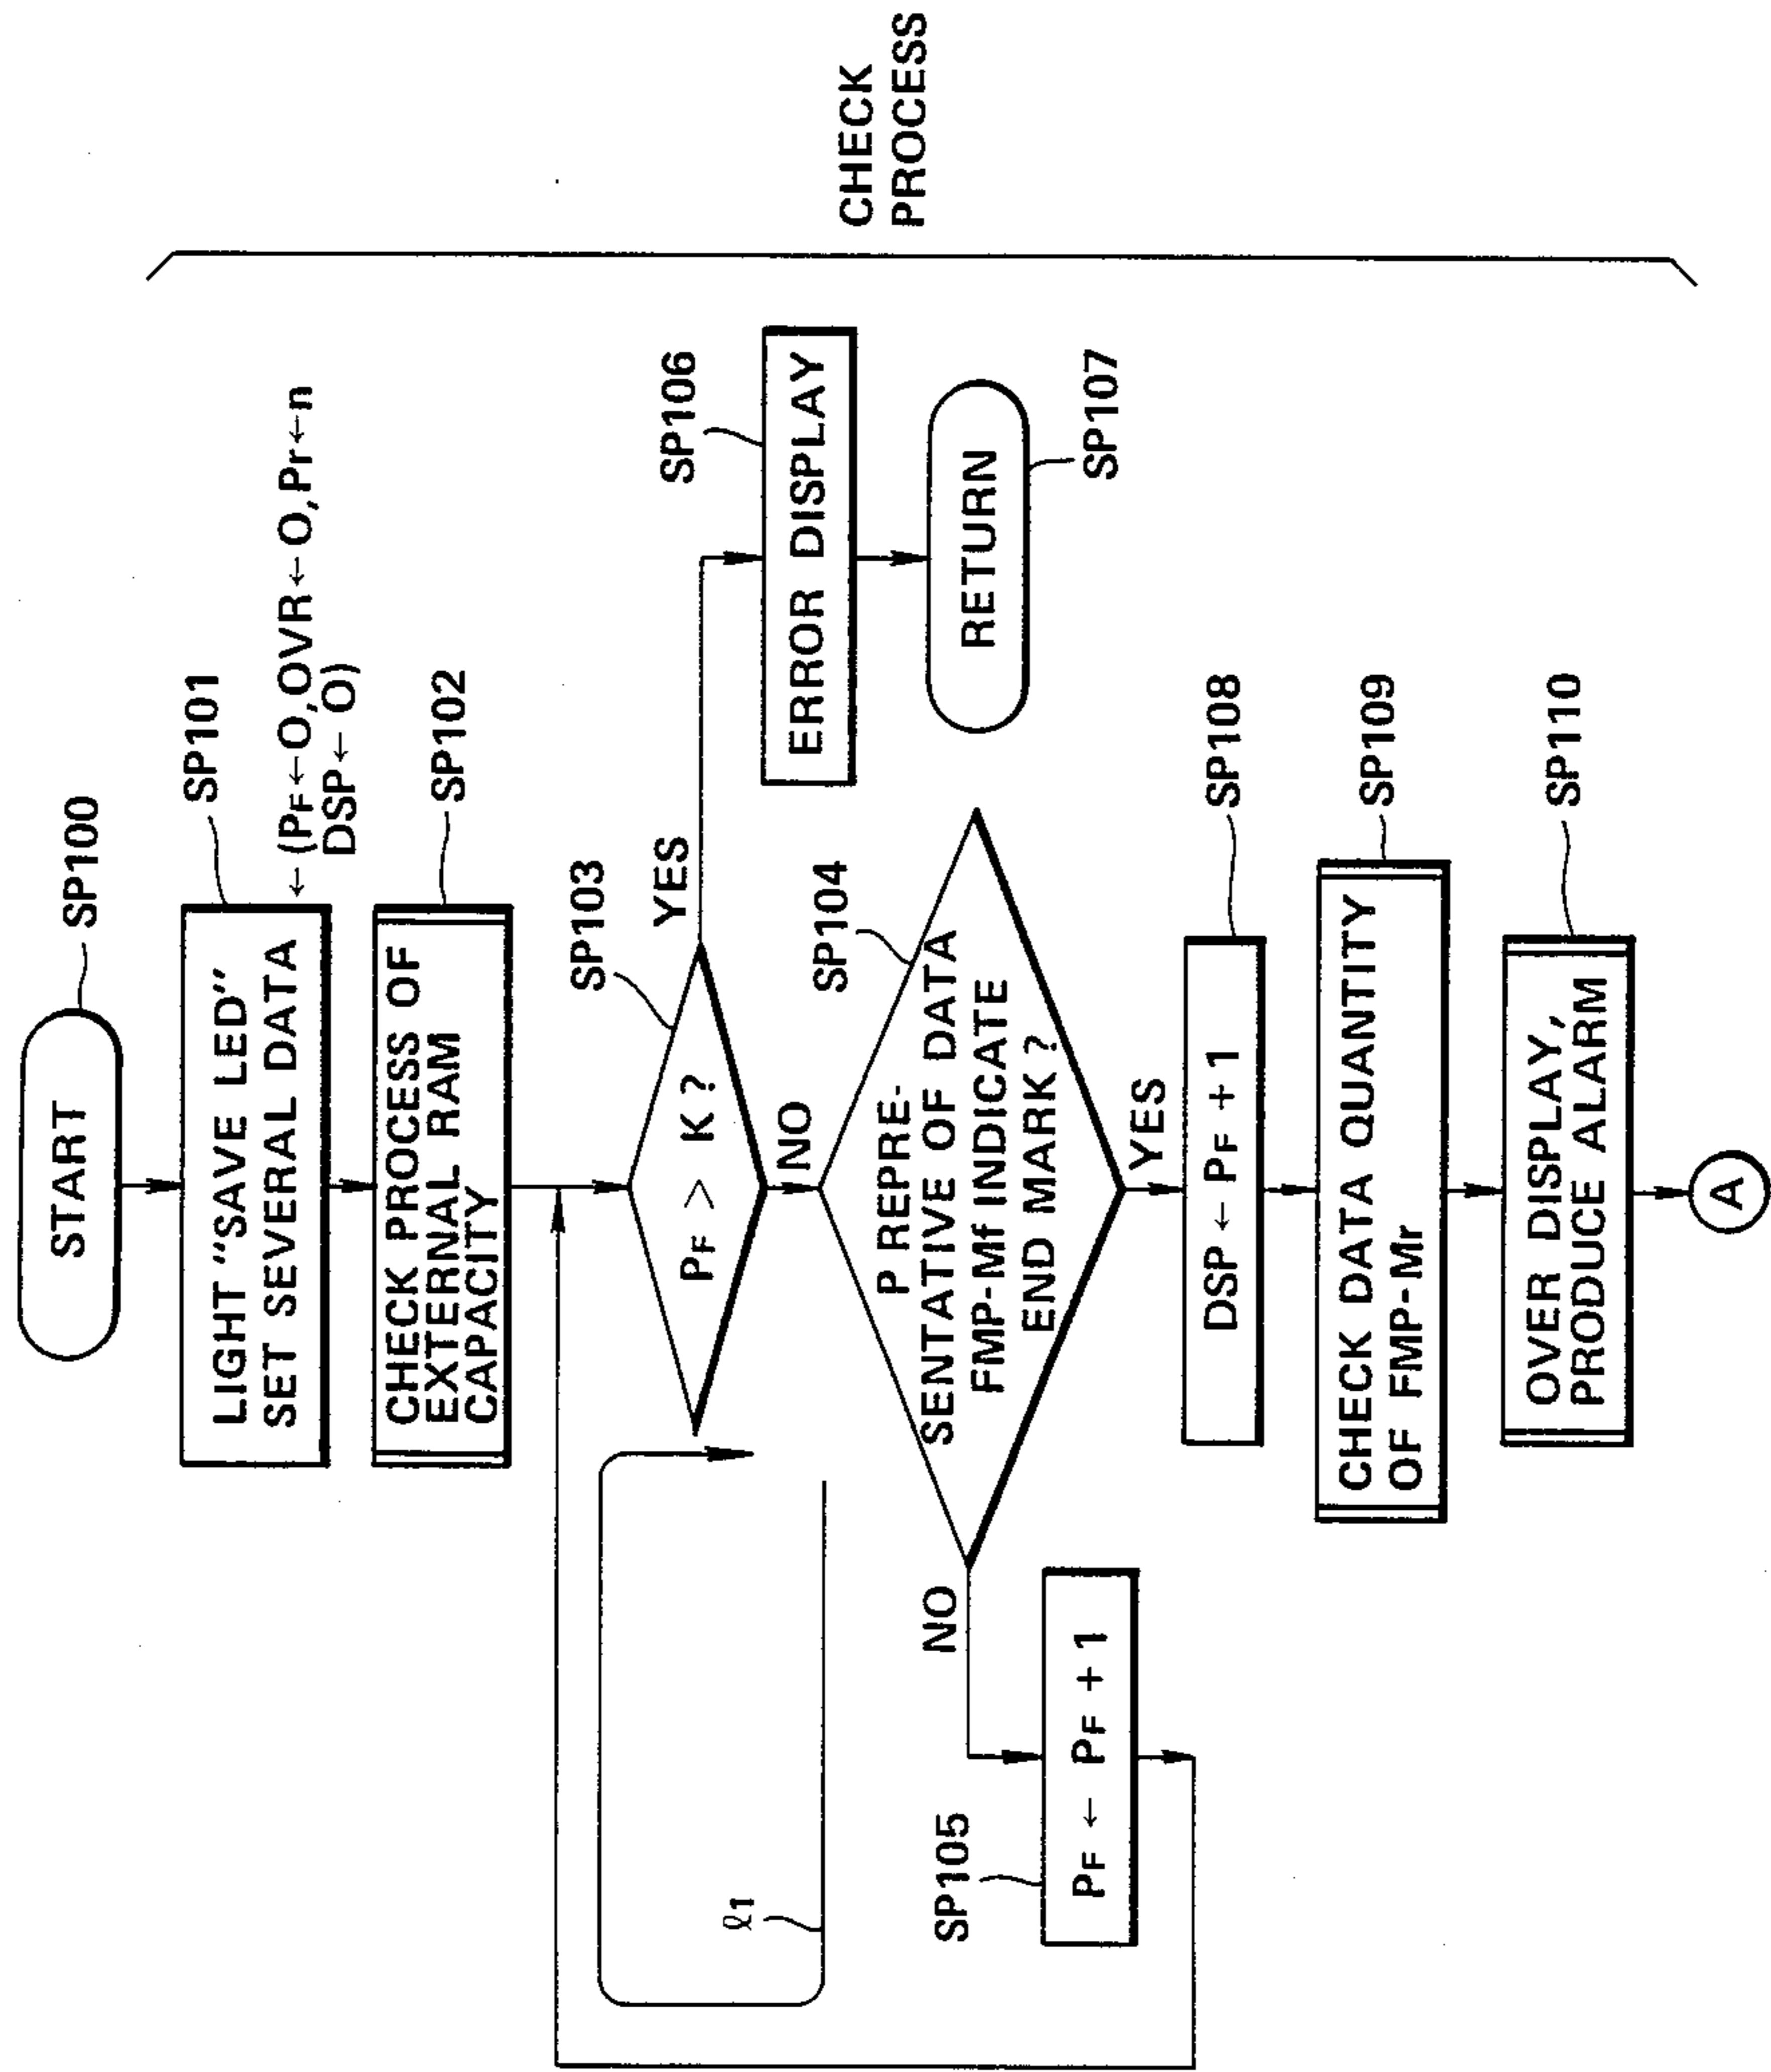 START
SP100
LIGHT "SAVE LED"
SET SEVERAL DATA
SP101
← (PF←O,OVR←O,Pr←n
DSP←O)
CHECK PROCESS OF
EXTERNAL RAM
CAPACITY
SP102
PF > K ?
SP103
YES
NO
ERROR DISPLAY
SP106
RETURN
SP107
ℓ1
P REPRE-
SENTATIVE OF DATA
FMP-Mf INDICATE
END MARK ?
SP104
NO
YES
PF ← PF + 1
SP105
DSP ← PF + 1
SP108
CHECK DATA QUANTITY
OF FMP-Mr
SP109
OVER DISPLAY,
PRODUCE ALARM
SP110
A
CHECK
PROCESS